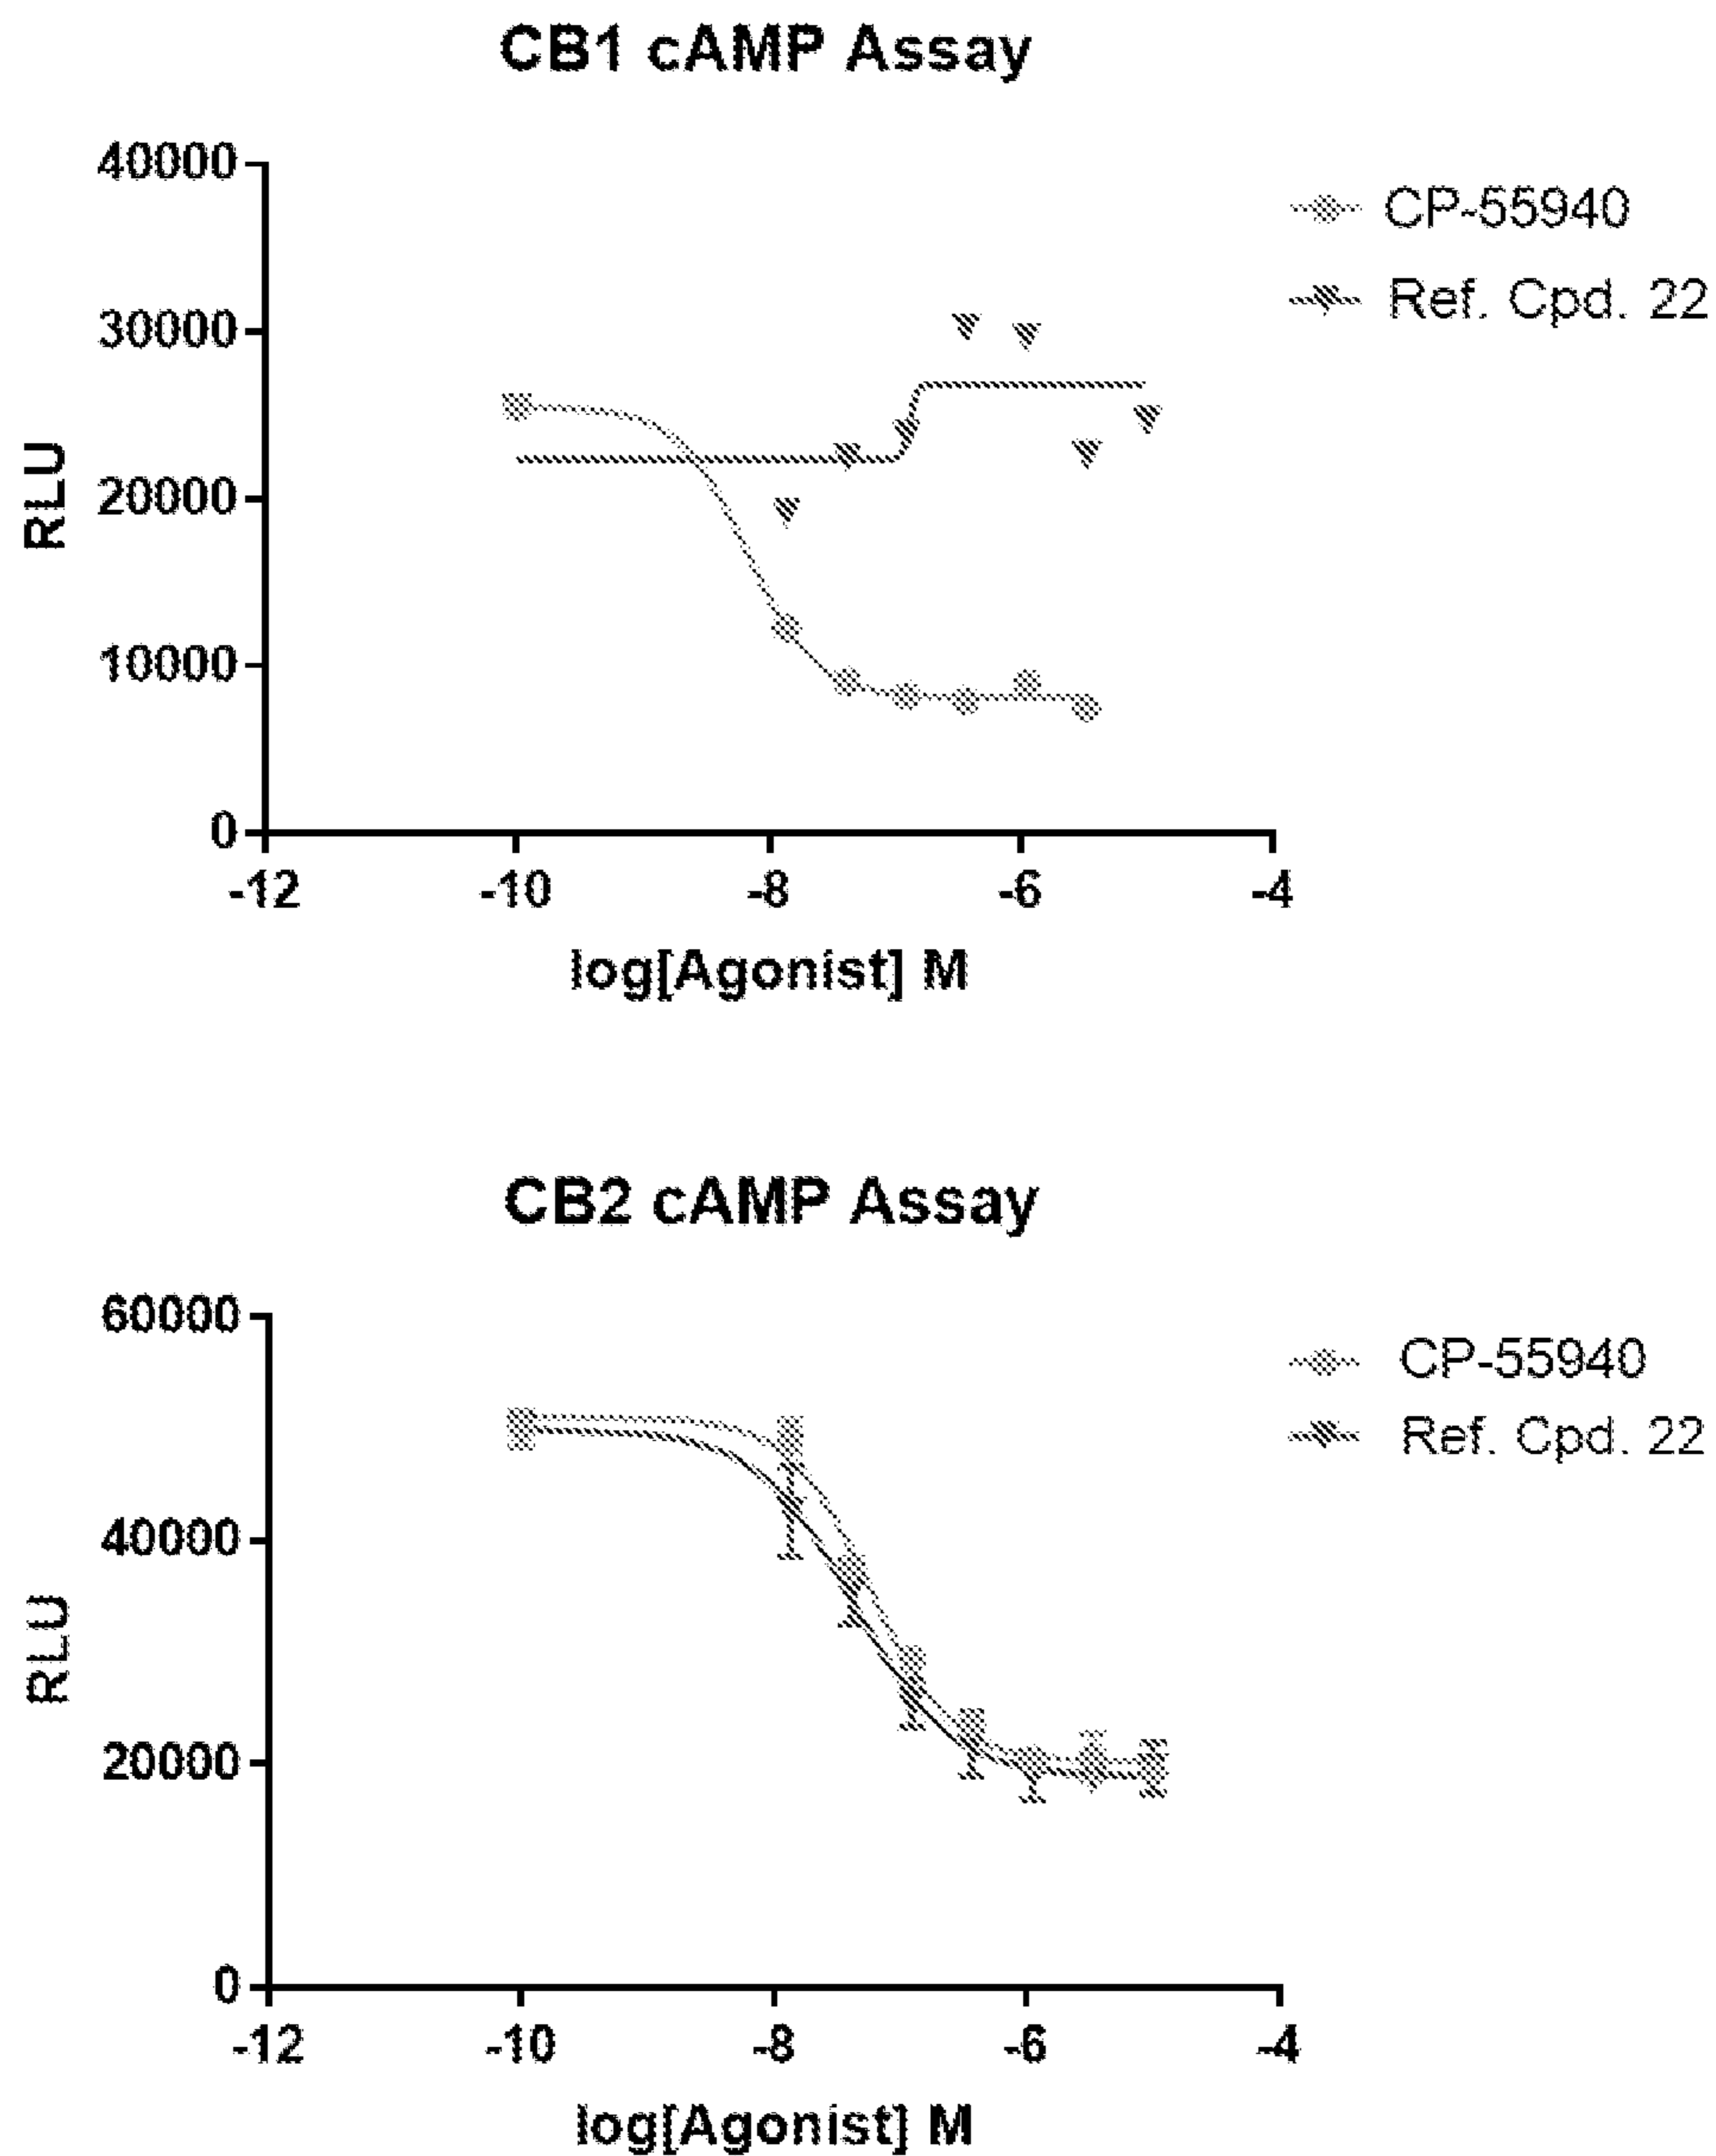 CB1 cAMP Assay
40000
30000
20000
10000
0
RLU
-12 -10 -8 -6 -4
log[Agonist] M
CP-55940
Ref. Cpd. 22
CB2 cAMP Assay
60000
40000
20000
0
RLU
-12 -10 -8 -6 -4
log[Agonist] M
CP-55940
Ref. Cpd. 22